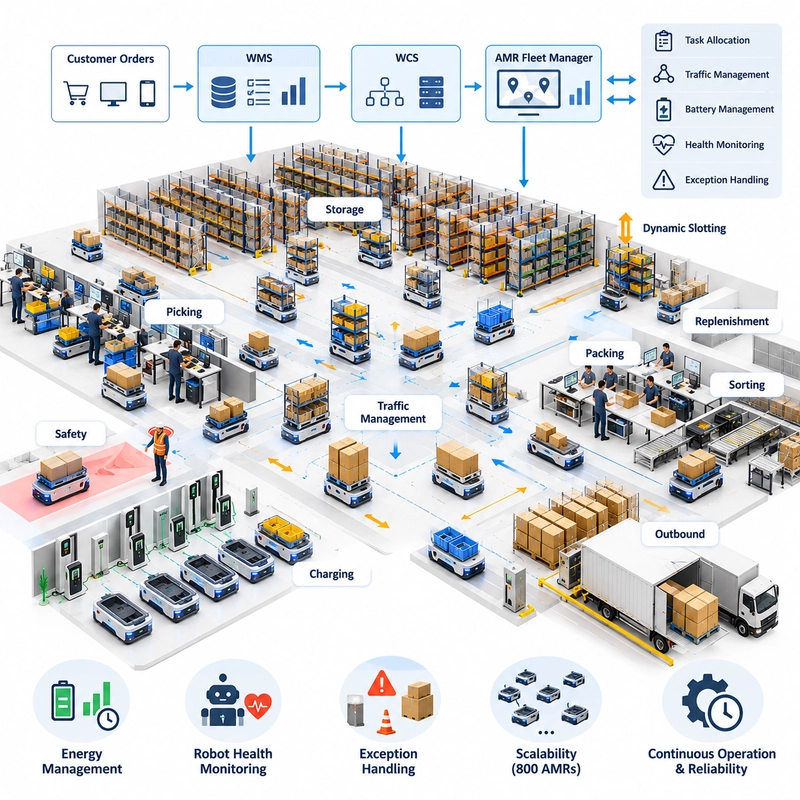 Customer Orders
WMS
WCS
AMR Fleet Manager
Task Allocation
Traffic Management
Battery Management
Health Monitoring
Exception Handling
Storage
Dynamic Slotting
Picking
Replenishment
Packing
Sorting
Traffic
Management
Safety
Outbound
Charging
Energy
Management
Robot Health
Monitoring
Exception
Handling
Scalability
(800 AMRs)
Continuous Operation
& Reliability